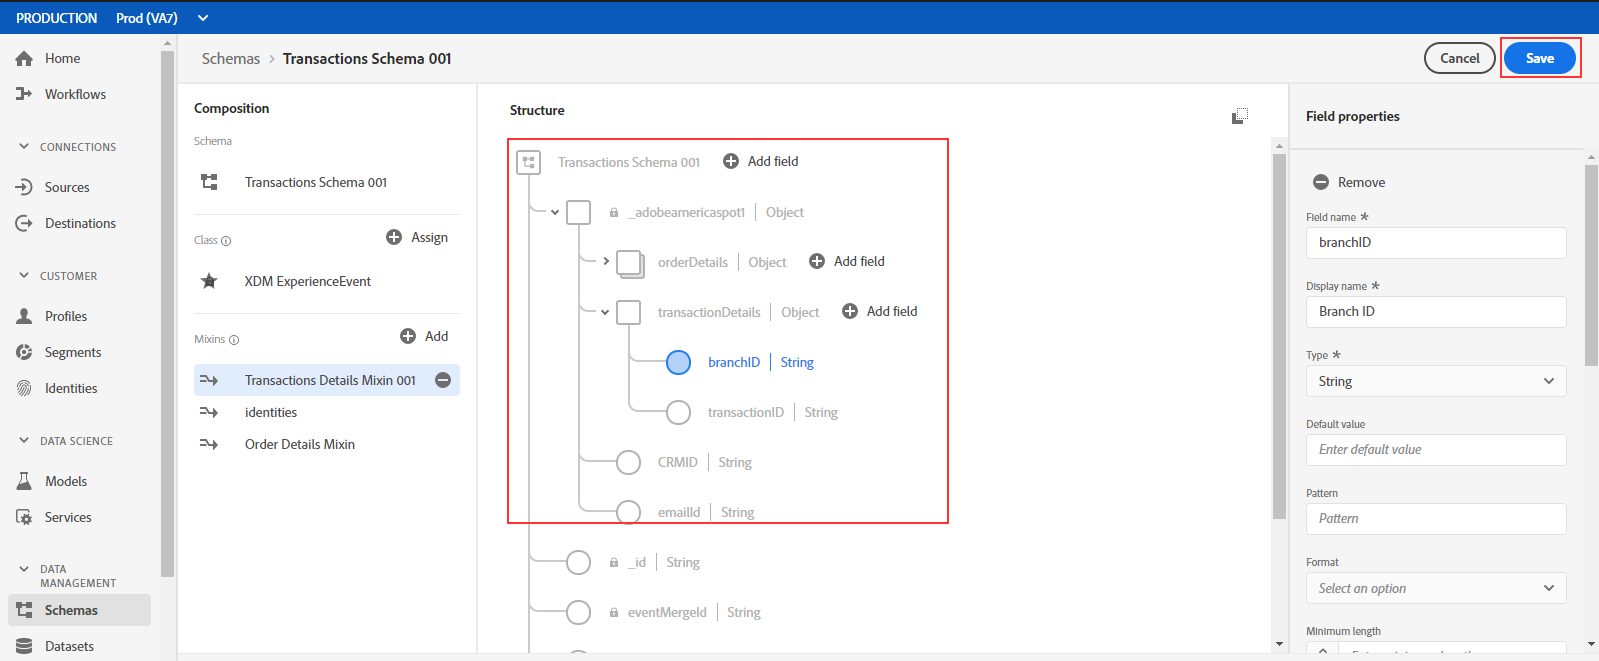 PRODUCTION Prod (VA7)
Home
Workflows
CONNECTIONS
Sources
Destinations
CUSTOMER
Profiles
Segments
Identities
DATA SCIENCE
Models
Services
DATA
MANAGEMENT
Schemas
Datasets
Schemas > Transactions Schema 001
Cancel
Save
Composition
Schema
Transactions Schema 001
Class
Assign
XDM ExperienceEvent
Mixins
Add
Transactions Details Mixin 001
identities
Order Details Mixin
Structure
Transactions Schema 001 Add field
_adobeamericaspot1 | Object
orderDetails | Object Add field
transactionDetails | Object Add field
branchID | String
transactionID | String
CRMID | String
emailId | String
_id | String
eventMergeId | String
Field properties
Remove
Field name *
branchID
Display name *
Branch ID
Type *
String
Default value
Enter default value
Pattern
Pattern
Format
Select an option
Minimum length